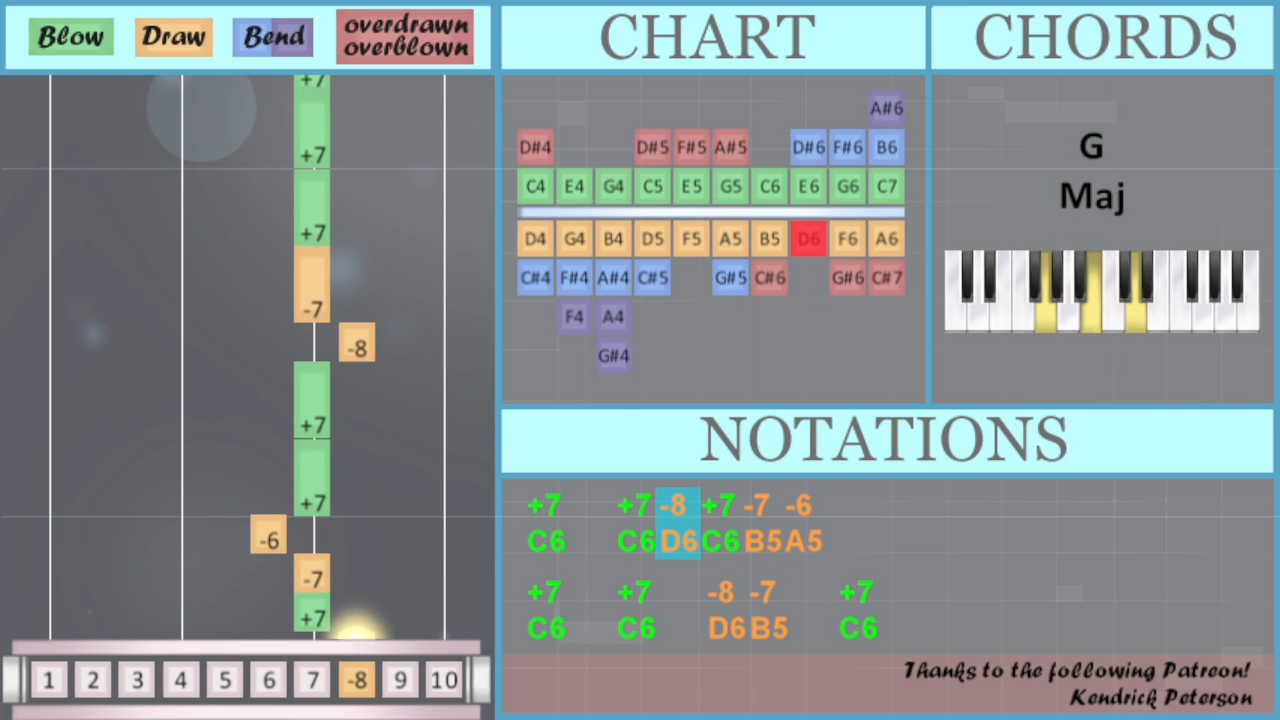 Blow Draw Bend overdrawn
overblown
CHART
CHORDS
+7
+7
+7
-7
-8
+7
+7
-6
-7
+7
1 2 3 4 5 6 7 -8 9 10
A#6
D#4 D#5 F#5 A#5 D#6 F#6 B6
C4 E4 G4 C5 E5 G5 C6 E6 G6 C7
D4 G4 B4 D5 F5 A5 B5 D6 F6 A6
C#4 F#4 A#4 C#5 G#5 C#6 G#6 C#7
F4 A4
G#4
G
Maj
NOTATIONS
+7 +7 -8 +7 -7 -6
C6 C6 D6 C6 B5 A5
+7 +7 -8 -7 +7
C6 C6 D6 B5 C6
Thanks to the following Patreon!
Kendrick Peterson